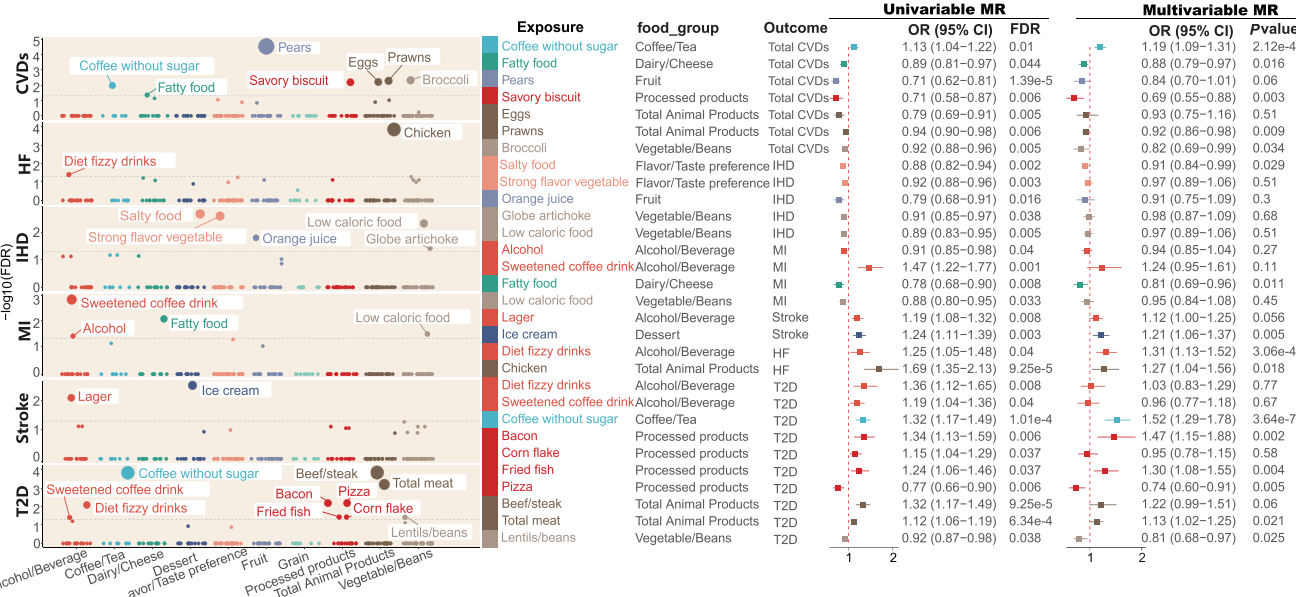 Univariable MR
Multivariable MR
Exposure food_group Outcome OR (95% CI) FDR OR (95% CI) Pvalue
−log10(FDR)
CVDs
5
4
3
2
1
0
Pears
Coffee without sugar
Fatty food
Savory biscuit
Eggs
Prawns
Broccoli
HF
4
3
2
1
0
Chicken
Diet fizzy drinks
IHD
2
1
0
Salty food
Strong flavor vegetable
Orange juice
Low caloric food
Globe artichoke
MI
3
2
1
0
Sweetened coffee drink
Alcohol
Fatty food
Low caloric food
Stroke
2
1
0
Lager
Ice cream
T2D
4
3
2
1
0
Coffee without sugar
Sweetened coffee drink
Diet fizzy drinks
Beef/steak
Total meat
Bacon
Pizza
Fried fish
Corn flake
Lentils/beans
lcohol/Beverage
Coffee/Tea
Dairy/Cheese
Dessert
avor/Taste preference
Fruit
Grain
Processed products
Total Animal Products
Vegetable/Beans
Coffee without sugar Coffee/Tea Total CVDs 1.13 (1.04−1.22) 0.01 1.19 (1.09−1.31) 2.12e-4
Fatty food Dairy/Cheese Total CVDs 0.89 (0.81−0.97) 0.044 0.88 (0.79−0.97) 0.016
Pears Fruit Total CVDs 0.71 (0.62−0.81) 1.39e-5 0.84 (0.70−1.01) 0.06
Savory biscuit Processed products Total CVDs 0.71 (0.58−0.87) 0.006 0.69 (0.55−0.88) 0.003
Eggs Total Animal Products Total CVDs 0.79 (0.69−0.91) 0.005 0.93 (0.75−1.16) 0.51
Prawns Total Animal Products Total CVDs 0.94 (0.90−0.98) 0.006 0.92 (0.86−0.98) 0.009
Broccoli Vegetable/Beans Total CVDs 0.92 (0.88−0.96) 0.005 0.82 (0.69−0.99) 0.034
Salty food Flavor/Taste preference IHD 0.88 (0.82−0.94) 0.002 0.91 (0.84−0.99) 0.029
Strong flavor vegetable Flavor/Taste preference IHD 0.92 (0.88−0.96) 0.003 0.97 (0.89−1.06) 0.51
Orange juice Fruit IHD 0.79 (0.68−0.91) 0.016 0.91 (0.75−1.09) 0.3
Globe artichoke Vegetable/Beans IHD 0.91 (0.85−0.97) 0.038 0.98 (0.87−1.09) 0.68
Low caloric food Vegetable/Beans IHD 0.89 (0.83−0.95) 0.005 0.97 (0.89−1.06) 0.51
Alcohol Alcohol/Beverage MI 0.91 (0.85−0.98) 0.04 0.94 (0.85−1.04) 0.27
Sweetened coffee drink Alcohol/Beverage MI 1.47 (1.22−1.77) 0.001 1.24 (0.95−1.61) 0.11
Fatty food Dairy/Cheese MI 0.78 (0.68−0.90) 0.008 0.81 (0.69−0.96) 0.011
Low caloric food Vegetable/Beans MI 0.88 (0.80−0.95) 0.033 0.95 (0.84−1.08) 0.45
Lager Alcohol/Beverage Stroke 1.19 (1.08−1.32) 0.008 1.12 (1.00−1.25) 0.056
Ice cream Dessert Stroke 1.24 (1.11−1.39) 0.003 1.21 (1.06−1.37) 0.005
Diet fizzy drinks Alcohol/Beverage HF 1.25 (1.05−1.48) 0.04 1.31 (1.13−1.52) 3.06e-4
Chicken Total Animal Products HF 1.69 (1.35−2.13) 9.25e-5 1.27 (1.04−1.56) 0.018
Diet fizzy drinks Alcohol/Beverage T2D 1.36 (1.12−1.65) 0.008 1.03 (0.83−1.29) 0.77
Sweetened coffee drink Alcohol/Beverage T2D 1.19 (1.04−1.36) 0.04 0.96 (0.77−1.18) 0.67
Coffee without sugar Coffee/Tea T2D 1.32 (1.17−1.49) 1.01e-4 1.52 (1.29−1.78) 3.64e-7
Bacon Processed products T2D 1.34 (1.13−1.59) 0.006 1.47 (1.15−1.88) 0.002
Corn flake Processed products T2D 1.15 (1.04−1.29) 0.037 0.95 (0.78−1.15) 0.58
Fried fish Processed products T2D 1.24 (1.06−1.46) 0.037 1.30 (1.08−1.55) 0.004
Pizza Processed products T2D 0.77 (0.66−0.90) 0.006 0.74 (0.60−0.91) 0.005
Beef/steak Total Animal Products T2D 1.32 (1.17−1.49) 9.25e-5 1.22 (0.99−1.51) 0.06
Total meat Total Animal Products T2D 1.12 (1.06−1.19) 6.34e-4 1.13 (1.02−1.25) 0.021
Lentils/beans Vegetable/Beans T2D 0.92 (0.87−0.98) 0.038 0.81 (0.68−0.97) 0.025
1 2 1 2